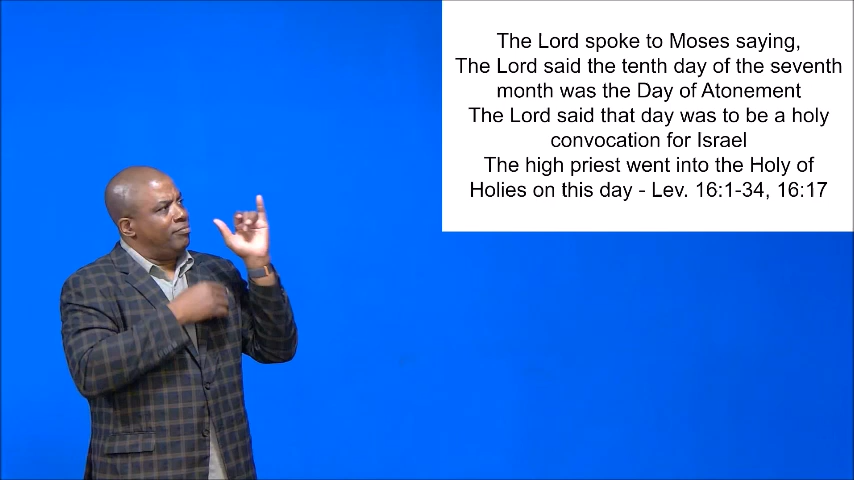 The Lord spoke to Moses saying,
The Lord said the tenth day of the seventh
month was the Day of Atonement
The Lord said that day was to be a holy
convocation for Israel
The high priest went into the Holy of
Holies on this day - Lev. 16:1-34, 16:17